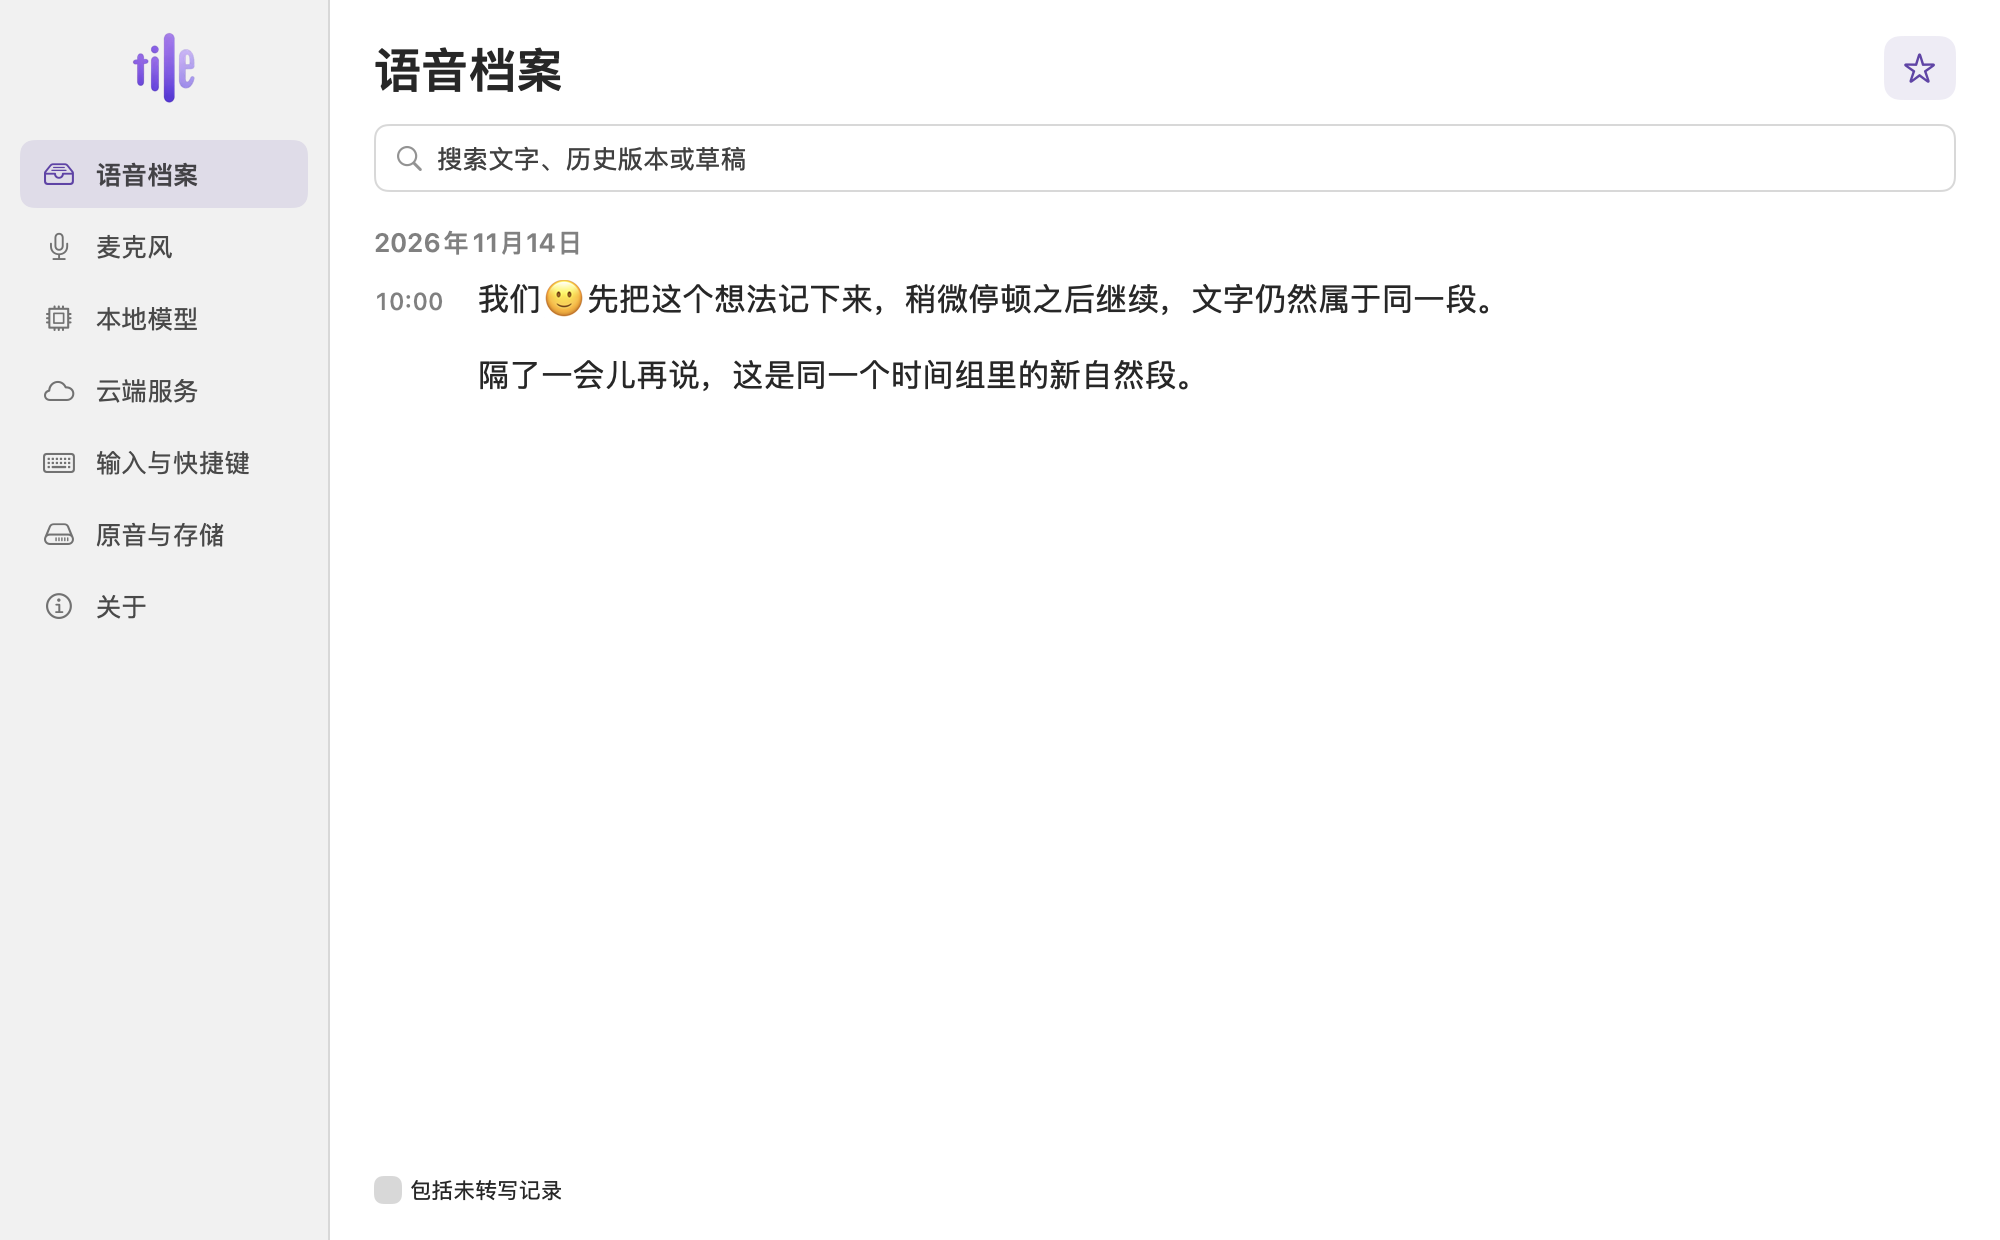 tile
语音档案
麦克风
本地模型
云端服务
输入与快捷键
原音与存储
关于
语音档案
搜索文字、历史版本或草稿
2026年11月14日
10:00 我们🙂先把这个想法记下来，稍微停顿之后继续，文字仍然属于同一段。
隔了一会儿再说，这是同一个时间组里的新自然段。
包括未转写记录